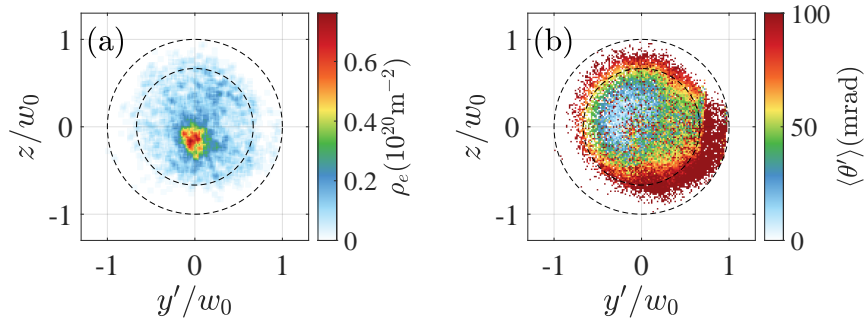 (a)
1
0
-1
z/w₀
-1
0
1
y′/w₀
0.6
0.4
0.2
0
ρₑ(10²⁰m⁻²)
(b)
1
0
-1
z/w₀
-1
0
1
y′/w₀
100
50
0
⟨θ′⟩(mrad)